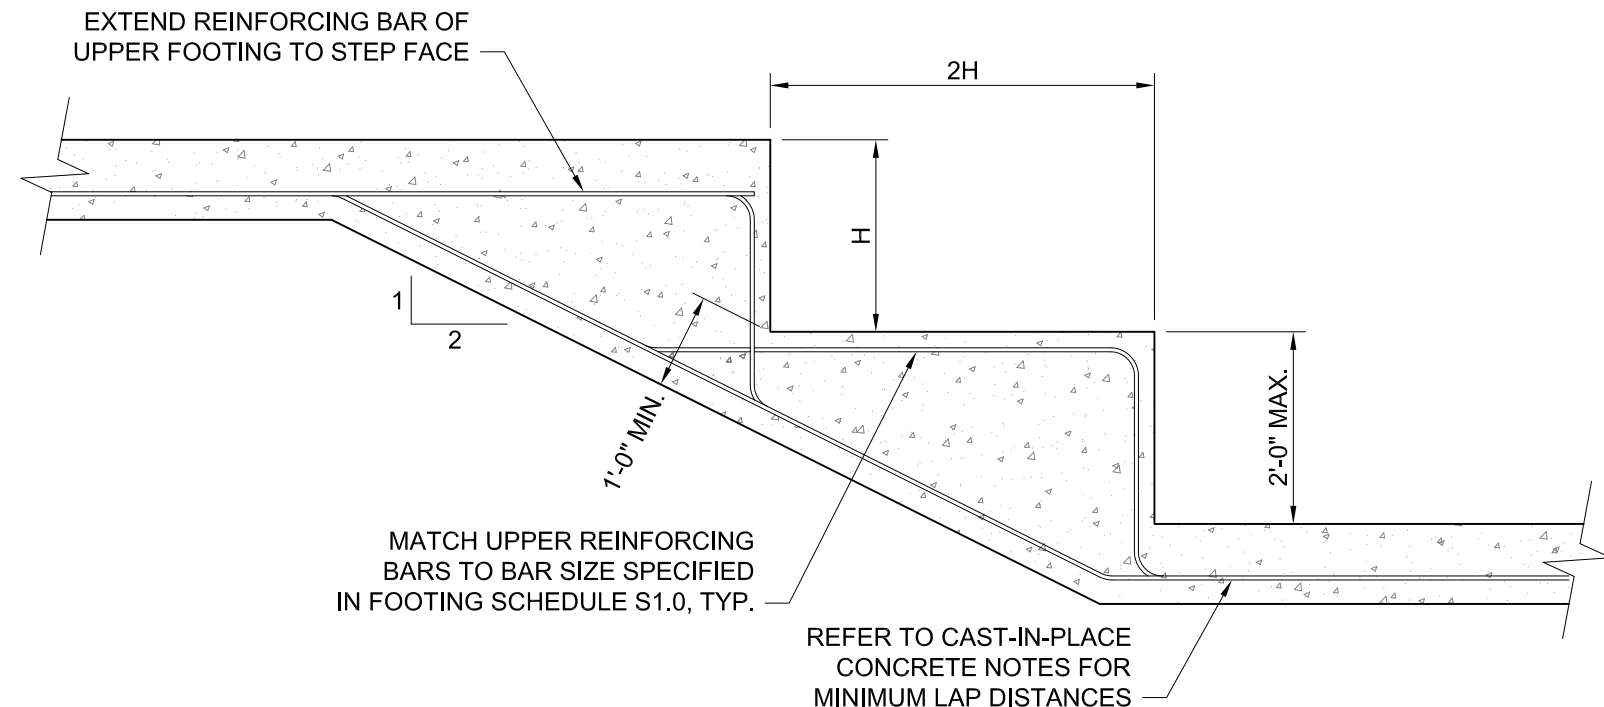 EXTEND REINFORCING BAR OF
UPPER FOOTING TO STEP FACE
2H
H
1
2
1'-0" MIN.
2'-0" MAX.
MATCH UPPER REINFORCING
BARS TO BAR SIZE SPECIFIED
IN FOOTING SCHEDULE S1.0, TYP.
REFER TO CAST-IN-PLACE
CONCRETE NOTES FOR
MINIMUM LAP DISTANCES